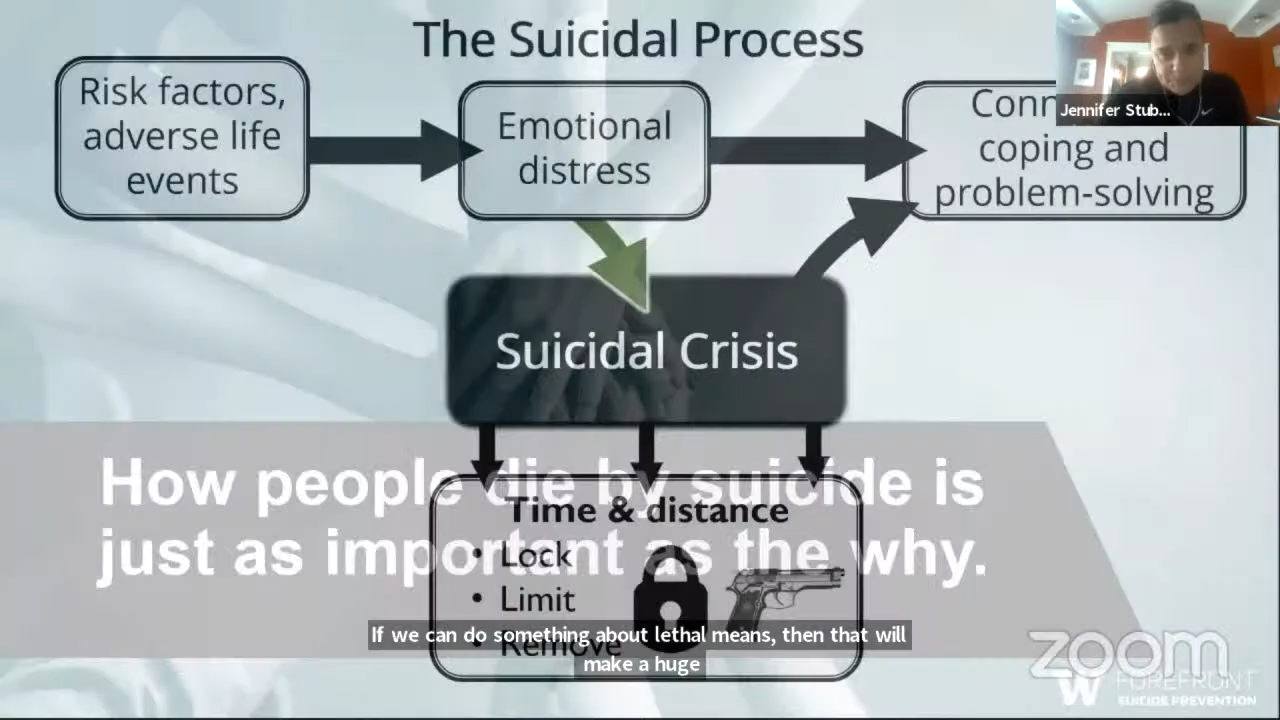 The Suicidal Process
Risk factors,
adverse life
events
Emotional
distress
coping and
problem-solving
Jennifer Stub...
Suicidal Crisis
How people die by suicide is
just as important as the why.
Time & distance
• Lock
• Limit
• Remove
If we can do something about lethal means, then that will
make a huge
zoom
W FOREFRONT
SUICIDE PREVENTION